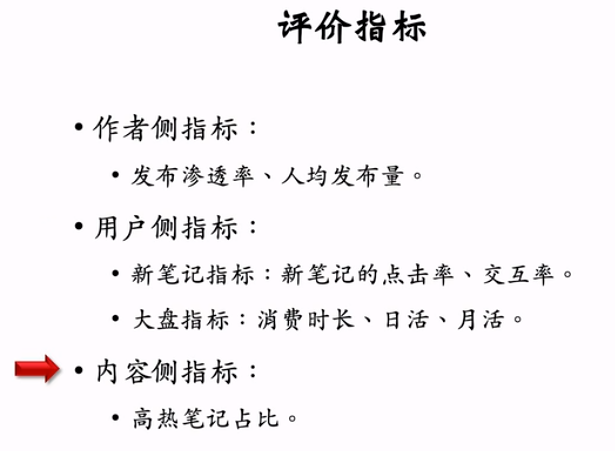 评价指标
• 作者侧指标：
• 发布渗透率、人均发布量。
• 用户侧指标：
• 新笔记指标：新笔记的点击率、交互率。
• 大盘指标：消费时长、日活、月活。
• 内容侧指标：
• 高热笔记占比。